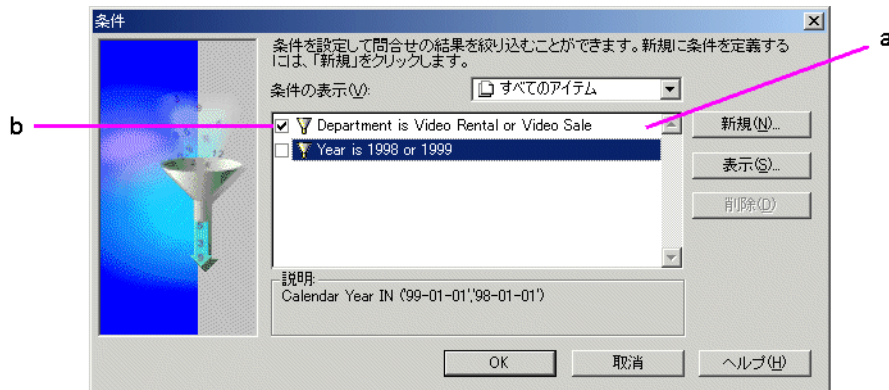 条件
条件を設定して問合せの結果を絞り込むことができます。新規に条件を定義する
には、「新規」をクリックします。
条件の表示(V):
すべてのアイテム
a
b
Department is Video Rental or Video Sale
Year is 1998 or 1999
新規(N)...
表示(S)...
削除(D)
説明:
Calendar Year IN ('99-01-01','98-01-01')
OK
取消
ヘルプ(H)